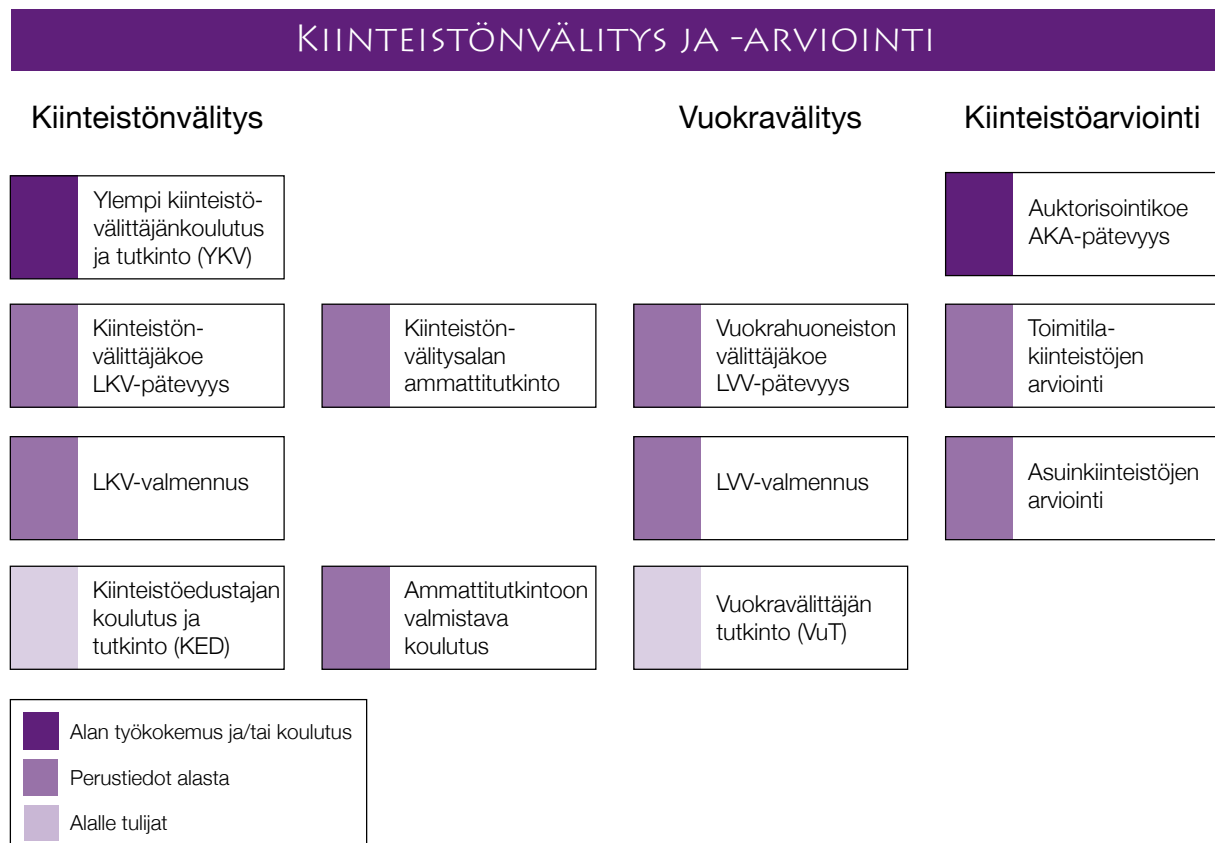 KIINTEISTÖNVÄLITYS JA -ARVIOINTI
Kiinteistönvälitys
Vuokravälitys
Kiinteistöarviointi
Ylempi kiinteistö-
välittäjänkoulutus
ja tutkinto (YKV)
Auktorisointikoe
AKA-pätevyys
Kiinteistön-
välittäjäkoe
LKV-pätevyys
Kiinteistön-
välitysalan
ammattitutkinto
Vuokrahuoneiston
välittäjäkoe
LVV-pätevyys
Toimitila-
kiinteistöjen
arviointi
LKV-valmennus
LVV-valmennus
Asuinkiinteistöjen
arviointi
Kiinteistöedustajan
koulutus ja
tutkinto (KED)
Ammattitutkintoon
valmistava
koulutus
Vuokravälittäjän
tutkinto (VuT)
Alan työkokemus ja/tai koulutus
Perustiedot alasta
Alalle tulijat